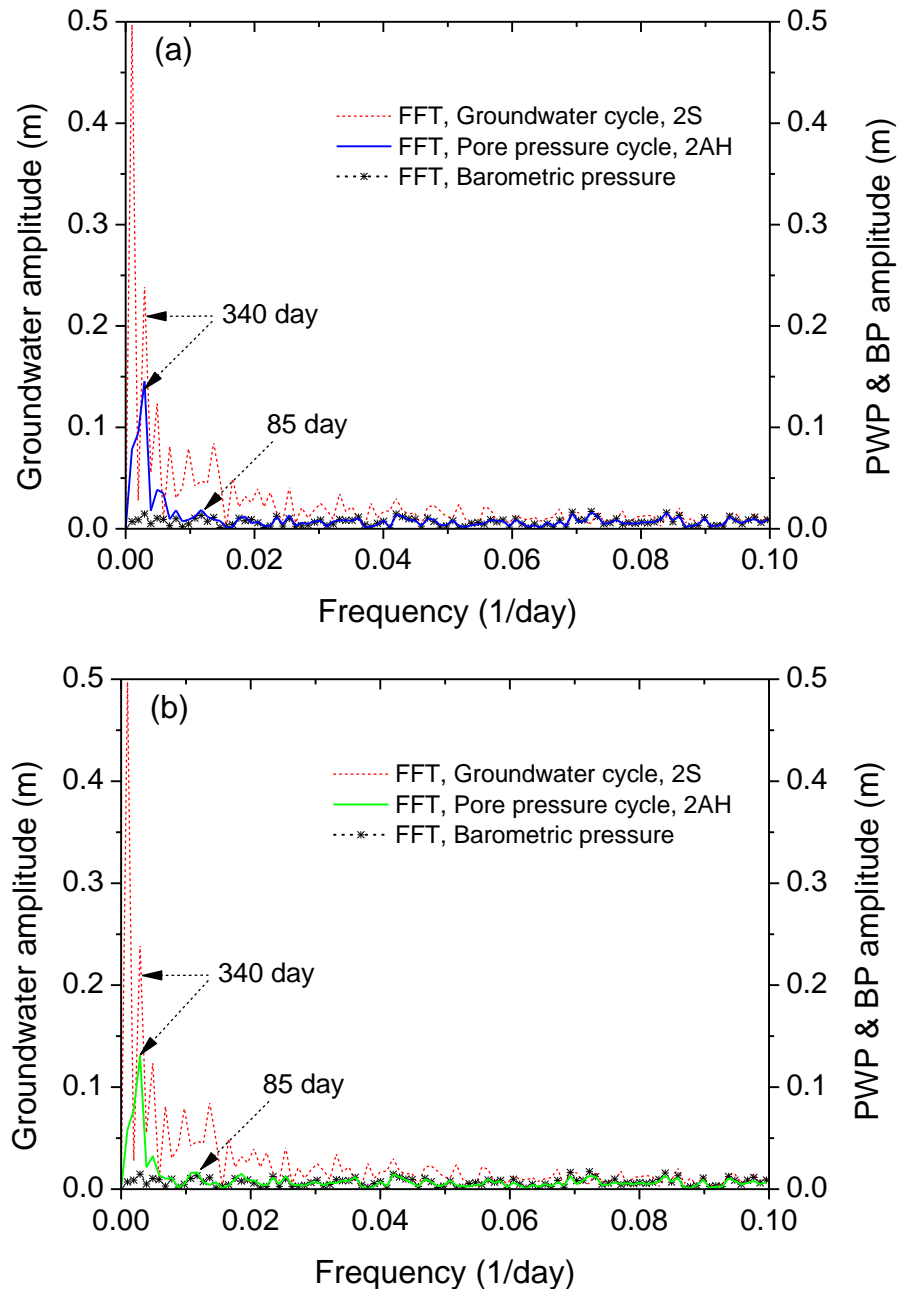 (a)
0.5
0.4
0.3
0.2
0.1
0.0
Groundwater amplitude (m)
FFT, Groundwater cycle, 2S
FFT, Pore pressure cycle, 2AH
FFT, Barometric pressure
340 day
85 day
0.5
0.4
0.3
0.2
0.1
0.0
PWP & BP amplitude (m)
0.00 0.02 0.04 0.06 0.08 0.10
Frequency (1/day)
(b)
0.5
0.4
0.3
0.2
0.1
0.0
Groundwater amplitude (m)
FFT, Groundwater cycle, 2S
FFT, Pore pressure cycle, 2AH
FFT, Barometric pressure
340 day
85 day
0.5
0.4
0.3
0.2
0.1
0.0
PWP & BP amplitude (m)
0.00 0.02 0.04 0.06 0.08 0.10
Frequency (1/day)